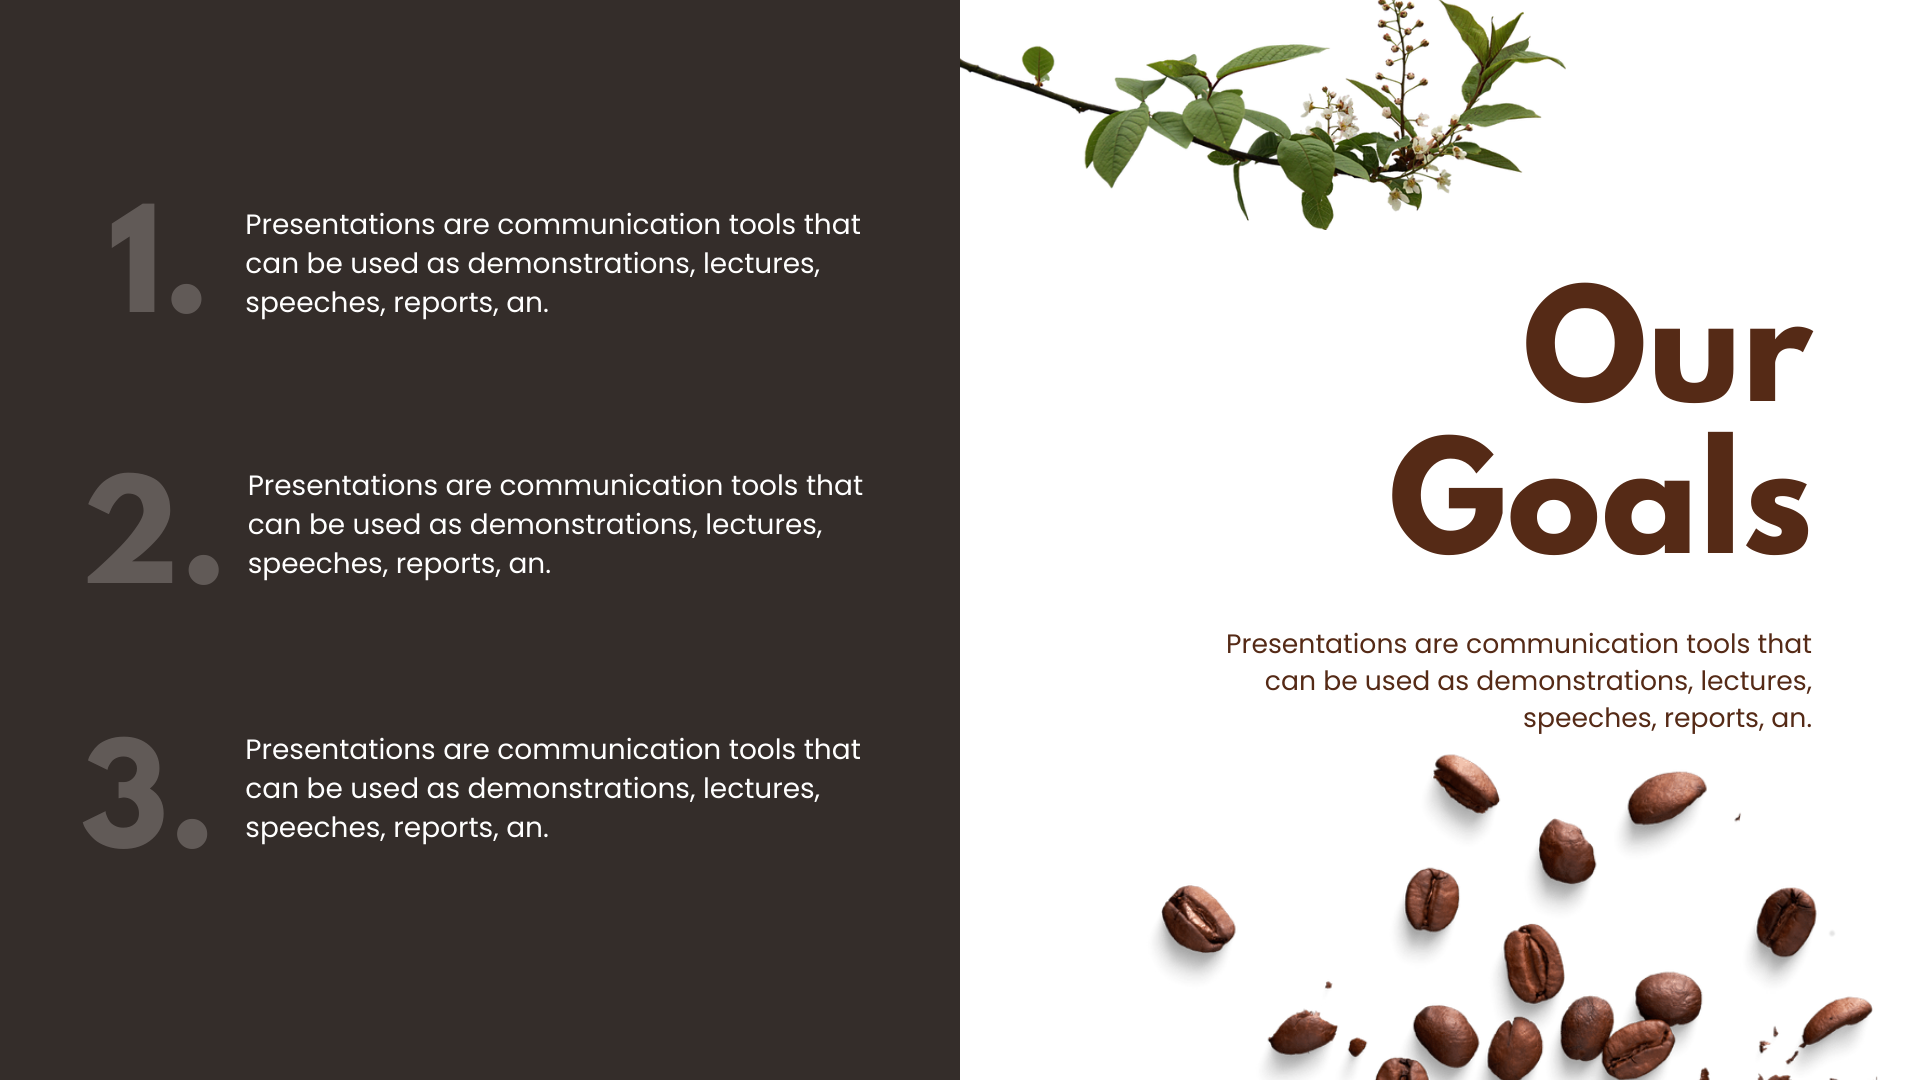 1.
Presentations are communication tools that
can be used as demonstrations, lectures,
speeches, reports, an.
2.
Presentations are communication tools that
can be used as demonstrations, lectures,
speeches, reports, an.
3.
Presentations are communication tools that
can be used as demonstrations, lectures,
speeches, reports, an.
Our
Goals
Presentations are communication tools that
can be used as demonstrations, lectures,
speeches, reports, an.